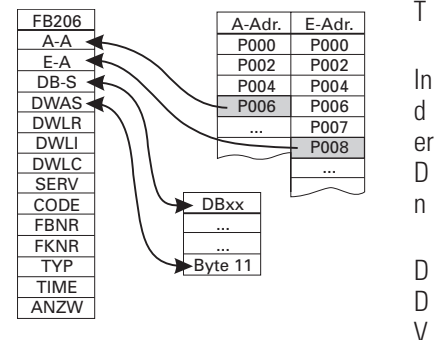 FB206
A-A
E-A
DB-S
DWAS
DWLR
DWLI
DWLC
SERV
CODE
FBNR
FKNR
TYP
TIME
ANZW
A-Adr. E-Adr.
P000 P000
P002 P002
P004 P004
P006 P006
... P007
P008
...
DBxx
...
...
Byte 11
T
In
d
er
D
n
D
D
V